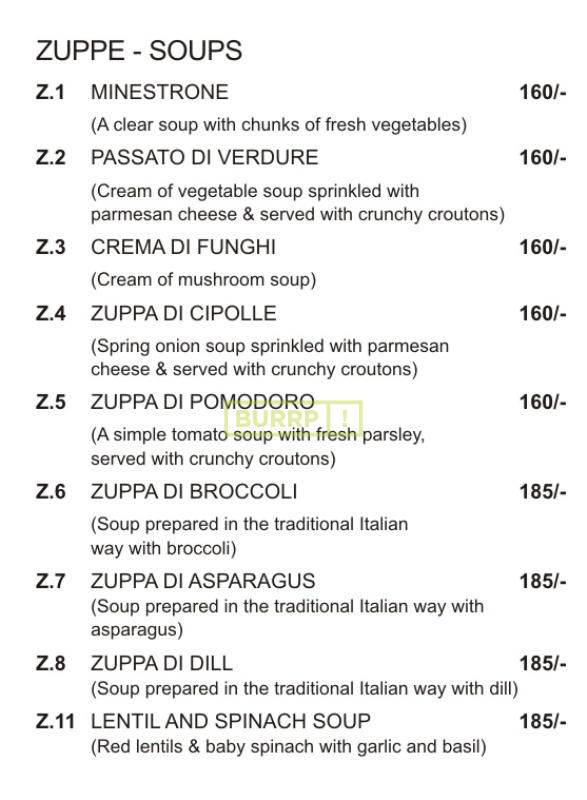 ZUPPE - SOUPS
Z.1 MINESTRONE 160/-
(A clear soup with chunks of fresh vegetables)
Z.2 PASSATO DI VERDURE 160/-
(Cream of vegetable soup sprinkled with
parmesan cheese & served with crunchy croutons)
Z.3 CREMA DI FUNGHI 160/-
(Cream of mushroom soup)
Z.4 ZUPPA DI CIPOLLE 160/-
(Spring onion soup sprinkled with parmesan
cheese & served with crunchy croutons)
Z.5 ZUPPA DI POMODORO 160/-
BURRP!
(A simple tomato soup with fresh parsley,
served with crunchy croutons)
Z.6 ZUPPA DI BROCCOLI 185/-
(Soup prepared in the traditional Italian
way with broccoli)
Z.7 ZUPPA DI ASPARAGUS 185/-
(Soup prepared in the traditional Italian way with
asparagus)
Z.8 ZUPPA DI DILL 185/-
(Soup prepared in the traditional Italian way with dill)
Z.11 LENTIL AND SPINACH SOUP 185/-
(Red lentils & baby spinach with garlic and basil)